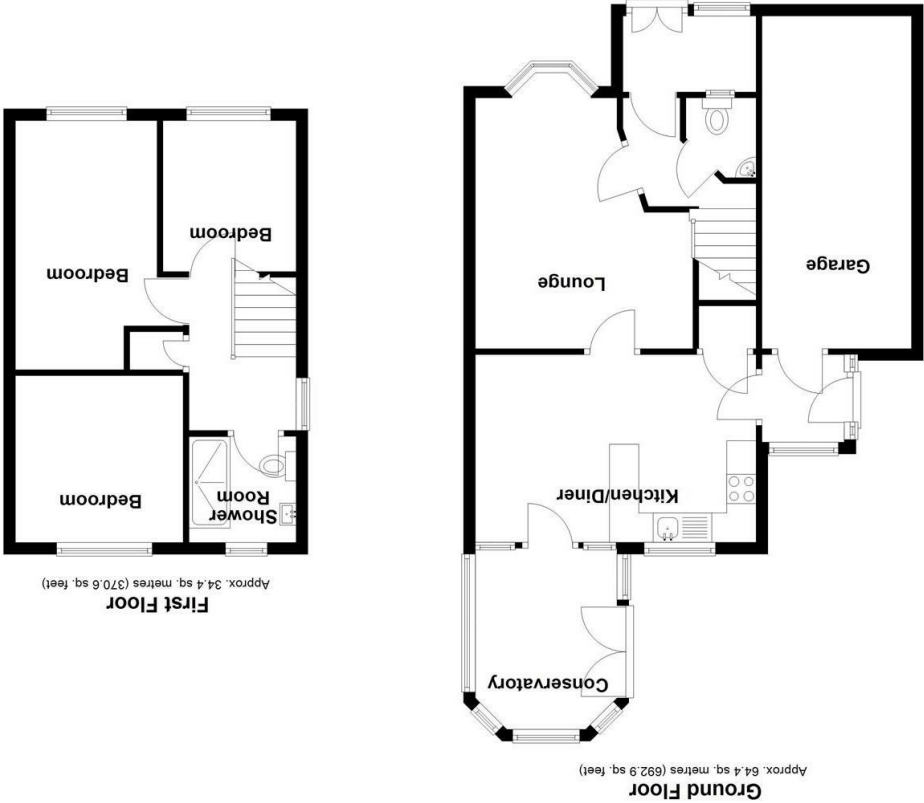 Ground Floor
Approx. 64.4 sq. metres (692.9 sq. feet)
Conservatory
Kitchen/Diner
Lounge
Garage
First Floor
Approx. 34.4 sq. metres (370.6 sq. feet)
Shower
Room
Bedroom
Bedroom
Bedroom